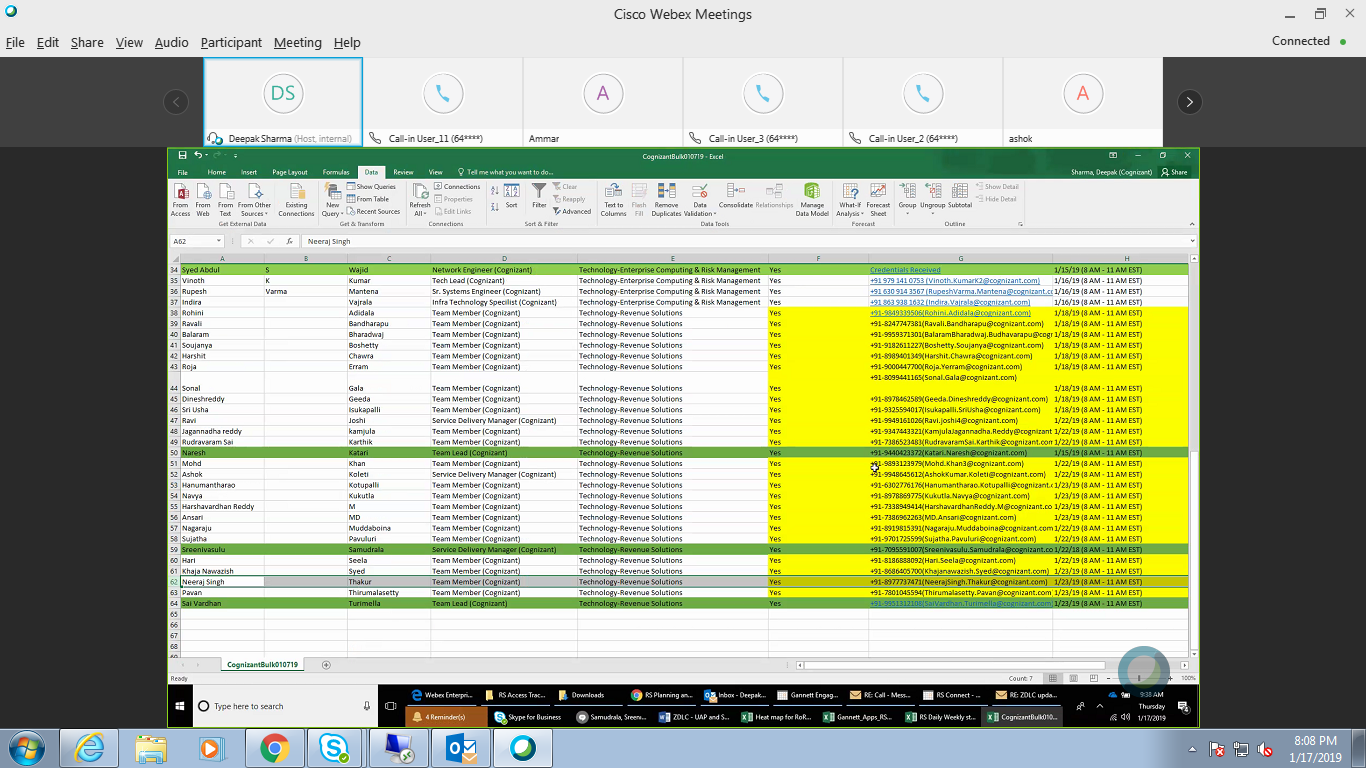 Cisco Webex Meetings
File Edit Share View Audio Participant Meeting Help
Connected
DS A A
Deepak Sharma (Host, internal) Call-in User_11 (64****) Ammar Call-in User_3 (64****) Call-in User_2 (64****) ashok
CognizantBulk010719 - Excel
File Home Insert Page Layout Formulas Data Review View Tell me what you want to do... Sharma, Deepak (Cognizant) Share
From Access From Web From Text From Other Sources Existing Connections New Query Show Queries From Table Recent Sources Refresh All Connections Properties Edit Links Sort Filter Clear Reapply Advanced Text to Columns Flash Fill Remove Duplicates Data Validation Consolidate Relationships Manage Data Model What-If Analysis Forecast Sheet Group Ungroup Subtotal Show Detail Hide Detail
Get External Data Get & Transform Connections Sort & Filter Data Tools Forecast Outline
A62 fx Neeraj Singh
A B C D E F G H
34 Syed Abdul S Wajid Network Engineer (Cognizant) Technology-Enterprise Computing & Risk Management Yes Credentials Received 1/15/19 (8 AM - 11 AM EST)
35 Vinoth K Kumar Tech Lead (Cognizant) Technology-Enterprise Computing & Risk Management Yes +91 979 141 0753 (Vinoth.KumarK2@cognizant.com) 1/16/19 (8 AM - 11 AM EST)
36 Rupesh Varma Mantena Sr. Systems Engineer (Cognizant) Technology-Enterprise Computing & Risk Management Yes +91 630 914 3567 (RupeshVarma.Mantena@cognizant.cc 1/16/19 (8 AM - 11 AM EST)
37 Indira Vajrala Infra Technology Specilist (Cognizant) Technology-Enterprise Computing & Risk Management Yes +91 863 938 1632 (Indira.Vajrala@cognizant.com) 1/16/19 (8 AM - 11 AM EST)
38 Rohini Adidala Team Member (Cognizant) Technology-Revenue Solutions Yes +91-9849339506(Rohini.Adidala@cognizant.com) 1/18/19 (8 AM - 11 AM EST)
39 Ravali Bandharapu Team Member (Cognizant) Technology-Revenue Solutions Yes +91-8247747381(Ravali.Bandharapu@cognizant.com) 1/18/19 (8 AM - 11 AM EST)
40 Balaram Bharadwaj Team Member (Cognizant) Technology-Revenue Solutions Yes +91-9959371301(BalaramBharadwaj.Budhavarapu@cog 1/18/19 (8 AM - 11 AM EST)
41 Soujanya Boshetty Team Member (Cognizant) Technology-Revenue Solutions Yes +91-9182611227(Boshetty.Soujanya@cognizant.com) 1/18/19 (8 AM - 11 AM EST)
42 Harshit Chawra Team Member (Cognizant) Technology-Revenue Solutions Yes +91-8989401349(Harshit.Chawra@cognizant.com) 1/18/19 (8 AM - 11 AM EST)
43 Roja Erram Team Member (Cognizant) Technology-Revenue Solutions Yes +91-9000447700(Roja.Yerram@cognizant.com) 1/18/19 (8 AM - 11 AM EST)
+91-8099441165(Sonal.Gala@cognizant.com)
44 Sonal Gala Team Member (Cognizant) Technology-Revenue Solutions Yes 1/18/19 (8 AM - 11 AM EST)
45 Dineshreddy Geeda Team Member (Cognizant) Technology-Revenue Solutions Yes +91-8978462589(Geeda.Dineshreddy@cognizant.com) 1/18/19 (8 AM - 11 AM EST)
46 Sri Usha Isukapalli Team Member (Cognizant) Technology-Revenue Solutions Yes +91-9325594017(Isukapalli.SriUsha@cognizant.com) 1/18/19 (8 AM - 11 AM EST)
47 Ravi Joshi Service Delivery Manager (Cognizant) Technology-Revenue Solutions Yes +91-9949161026(Ravi.joshi4@cognizant.com) 1/18/19 (8 AM - 11 AM EST)
48 Jagannadha reddy kamjula Team Member (Cognizant) Technology-Revenue Solutions Yes +91-9347443321(KamjulaJagannadha.Reddy@cognizant.c 1/18/19 (8 AM - 11 AM EST)
49 Rudravaram Sai Karthik Team Member (Cognizant) Technology-Revenue Solutions Yes +91-7386523483(RudravaramSai.Karthik@cognizant.com 1/18/19 (8 AM - 11 AM EST)
50 Naresh Katari Team Lead (Cognizant) Technology-Revenue Solutions Yes +91-9440423372(Katari.Naresh@cognizant.com) 1/15/19 (8 AM - 11 AM EST)
51 Mohd Khan Team Member (Cognizant) Technology-Revenue Solutions Yes +91-9893123979(Mohd.Khan3@cognizant.com) 1/22/19 (8 AM - 11 AM EST)
52 Ashok Koleti Service Delivery Manager (Cognizant) Technology-Revenue Solutions Yes +91-9948645612(AshokKumar.Koleti@cognizant.com) 1/22/19 (8 AM - 11 AM EST)
53 Hanumantharao Kotupalli Team Member (Cognizant) Technology-Revenue Solutions Yes +91-6302776176(Hanumantharao.Kotupalli@cognizant.c 1/23/19 (8 AM - 11 AM EST)
54 Navya Kukutla Team Member (Cognizant) Technology-Revenue Solutions Yes +91-8978869775(Kukutla.Navya@cognizant.com) 1/23/19 (8 AM - 11 AM EST)
55 Harshavardhan Reddy M Team Member (Cognizant) Technology-Revenue Solutions Yes +91-7338949414(HarshavardhanReddy.M@cognizant.co 1/23/19 (8 AM - 11 AM EST)
56 Ansari MD Team Member (Cognizant) Technology-Revenue Solutions Yes +91-7386962263(MD.Ansari@cognizant.com) 1/22/19 (8 AM - 11 AM EST)
57 Nagaraju Muddaboina Team Member (Cognizant) Technology-Revenue Solutions Yes +91-8919815391(Nagaraju.Muddaboina@cognizant.com) 1/22/19 (8 AM - 11 AM EST)
58 Sujatha Pavuluri Team Member (Cognizant) Technology-Revenue Solutions Yes +91-9701725599(Sujatha.Pavuluri@cognizant.com) 1/22/19 (8 AM - 11 AM EST)
59 Sreenivasulu Samudrala Service Delivery Manager (Cognizant) Technology-Revenue Solutions Yes +91-7095591007(Sreenivasulu.Samudrala@cognizant.com 1/22/18 (8 AM - 11 AM EST)
60 Hari Seela Team Member (Cognizant) Technology-Revenue Solutions Yes +91-8186888092(Hari.Seela@cognizant.com) 1/22/19 (8 AM - 11 AM EST)
61 Khaja Nawazish Syed Team Member (Cognizant) Technology-Revenue Solutions Yes +91-8686405700(Khajanawazish.Syed@cognizant.com) 1/23/19 (8 AM - 11 AM EST)
62 Neeraj Singh Thakur Team Member (Cognizant) Technology-Revenue Solutions Yes +91-8977737471(NeerajSingh.Thakur@cognizant.com) 1/23/19 (8 AM - 11 AM EST)
63 Pavan Thirumalasetty Team Member (Cognizant) Technology-Revenue Solutions Yes +91-7801045594(Thirumalasetty.Pavan@cognizant.com) 1/23/19 (8 AM - 11 AM EST)
64 Sai Vardhan Turimella Team Lead (Cognizant) Technology-Revenue Solutions Yes +91-9951312108(SaiVardhan.Turimella@cognizant.com) 1/23/19 (8 AM - 11 AM EST)
65
66
67
68
CognizantBulk010719
Ready Count: 7 100%
Webex Enterpri... RS Access Trac... Downloads RS Planning an... Inbox - Deepak... Gannett Engag... RE: Call - Mess... RS Connect - ... RE: ZDLC upda... 9:38 AM
Type here to search Thursday
4 Reminder(s) Skype for Business Samudrala, Sreen... ZDLC - UAP and S... Heat map for RoR... Gannett_Apps_RS... RS Daily Weekly st... CognizantBulk010... 1/17/2019
8:08 PM
1/17/2019